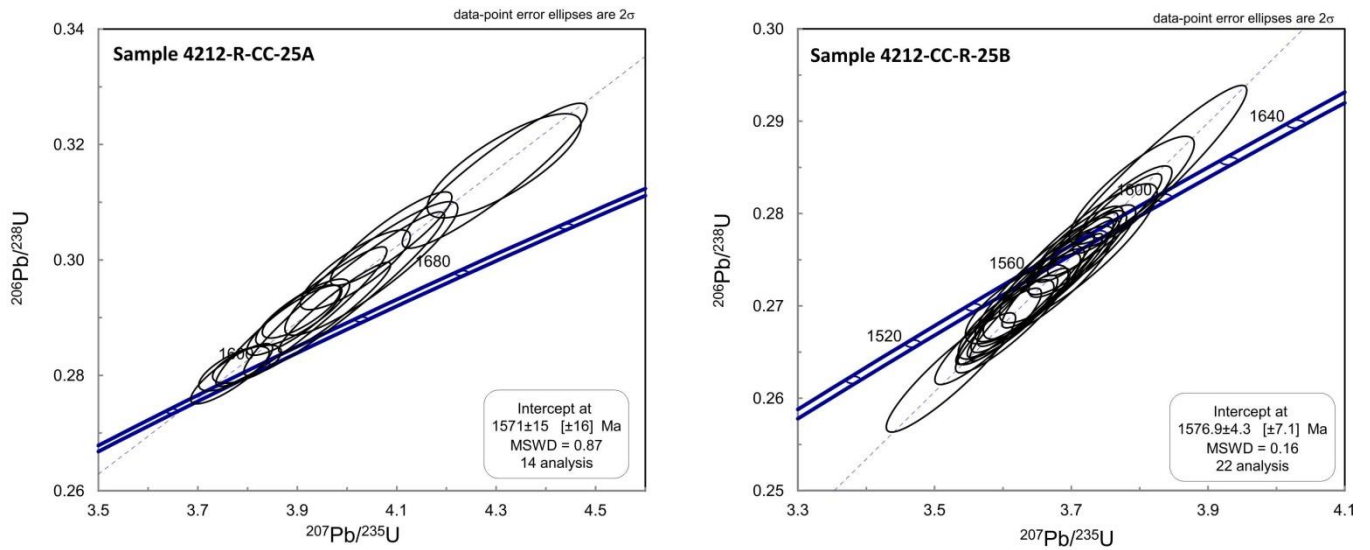 data-point error ellipses are 2σ
Sample 4212-R-CC-25A
0.34
0.32
0.30
0.28
0.26
²⁰⁶Pb/²³⁸U
1680
1600
Intercept at
1571±15 [±16] Ma
MSWD = 0.87
14 analysis
3.5 3.7 3.9 4.1 4.3 4.5
²⁰⁷Pb/²³⁵U
data-point error ellipses are 2σ
Sample 4212-CC-R-25B
0.30
0.29
0.28
0.27
0.26
0.25
²⁰⁶Pb/²³⁸U
1640
1600
1560
1520
Intercept at
1576.9±4.3 [±7.1] Ma
MSWD = 0.16
22 analysis
3.3 3.5 3.7 3.9 4.1
²⁰⁷Pb/²³⁵U